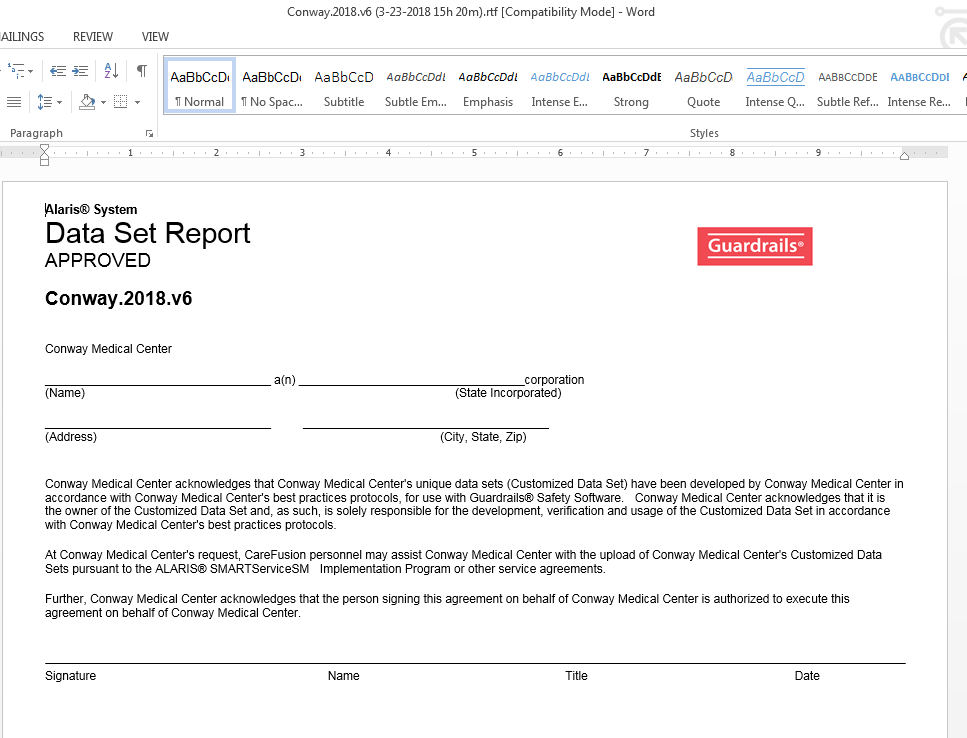 Conway.2018.v6 (3-23-2018 15h 20m).rtf [Compatibility Mode] - Word
AILINGS REVIEW VIEW
AaBbCcDı AaBbCcDı AaBbCcD AaBbCcDdI AaBbCcDdI AaBbCcDdI AaBbCcDdE AaBbCcD AaBbCcD AABBCCDDE AABBCCDDI
¶ Normal ¶ No Spac... Subtitle Subtle Em... Emphasis Intense E... Strong Quote Intense Q... Subtle Ref... Intense Re...
Paragraph Styles
1 2 3 4 5 6 7 8 9
Alaris® System
Data Set Report
APPROVED
Guardrails®
Conway.2018.v6
Conway Medical Center
a(n) corporation
(Name) (State Incorporated)
(Address) (City, State, Zip)
Conway Medical Center acknowledges that Conway Medical Center's unique data sets (Customized Data Set) have been developed by Conway Medical Center in
accordance with Conway Medical Center's best practices protocols, for use with Guardrails® Safety Software. Conway Medical Center acknowledges that it is
the owner of the Customized Data Set and, as such, is solely responsible for the development, verification and usage of the Customized Data Set in accordance
with Conway Medical Center's best practices protocols.
At Conway Medical Center's request, CareFusion personnel may assist Conway Medical Center with the upload of Conway Medical Center's Customized Data
Sets pursuant to the ALARIS® SMARTServiceSM Implementation Program or other service agreements.
Further, Conway Medical Center acknowledges that the person signing this agreement on behalf of Conway Medical Center is authorized to execute this
agreement on behalf of Conway Medical Center.
Signature Name Title Date